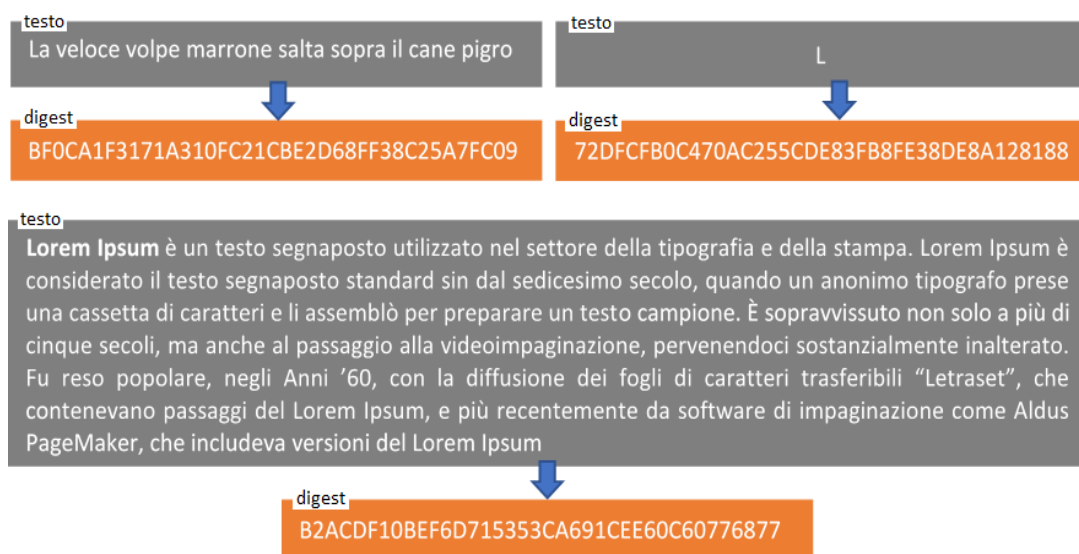 testo
La veloce volpe marrone salta sopra il cane pigro
digest
BF0CA1F3171A310FC21CBE2D68FF38C25A7FC09
testo
L
digest
72DFCFB0C470AC255CDE83FB8FE38DE8A128188
testo
Lorem Ipsum è un testo segnaposto utilizzato nel settore della tipografia e della stampa. Lorem Ipsum è
considerato il testo segnaposto standard sin dal sedicesimo secolo, quando un anonimo tipografo prese
una cassetta di caratteri e li assemblò per preparare un testo campione. È sopravvissuto non solo a più di
cinque secoli, ma anche al passaggio alla videoimpaginazione, pervenendoci sostanzialmente inalterato.
Fu reso popolare, negli Anni ’60, con la diffusione dei fogli di caratteri trasferibili “Letraset”, che
contenevano passaggi del Lorem Ipsum, e più recentemente da software di impaginazione come Aldus
PageMaker, che includeva versioni del Lorem Ipsum
digest
B2ACDF10BEF6D715353CA691CEE60C60776877